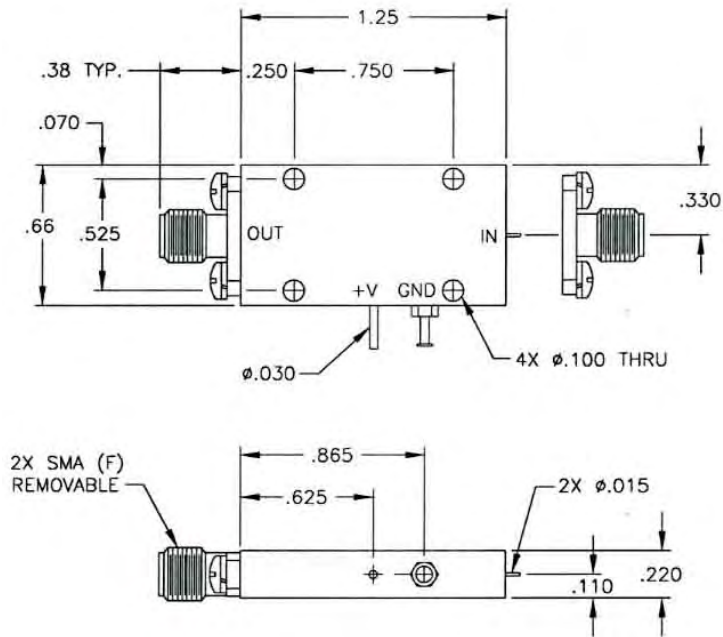 1.25
.38 TYP.
.250
.750
.070
.330
.66
.525
OUT
IN
+V
GND
ø.030
4X ø.100 THRU
2X SMA (F)
REMOVABLE
.865
.625
2X ø.015
.110
.220